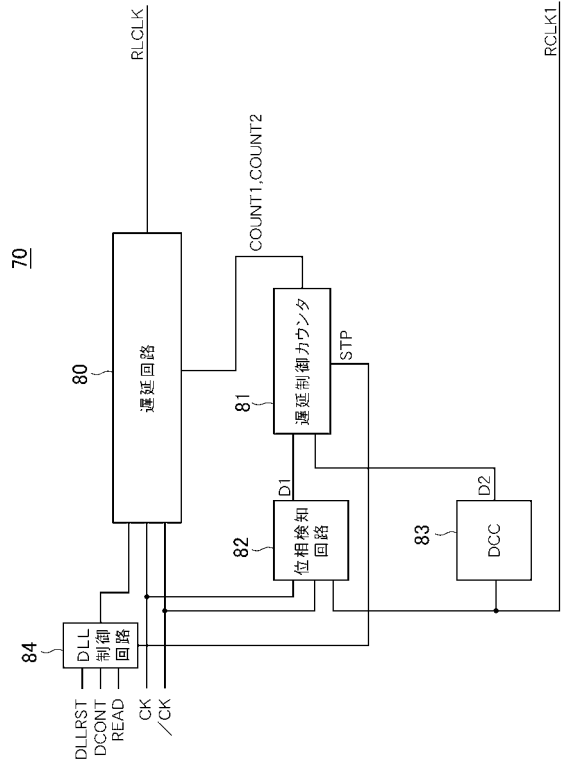 70
84
DLL
制御
回路
DLLRST
DCONT
READ
CK
/CK
80
遅延回路
RLCLK
COUNT1,COUNT2
81
遅延制御カウンタ
STP
82
位相検知
回路
D1
83
DCC
D2
RCLK1